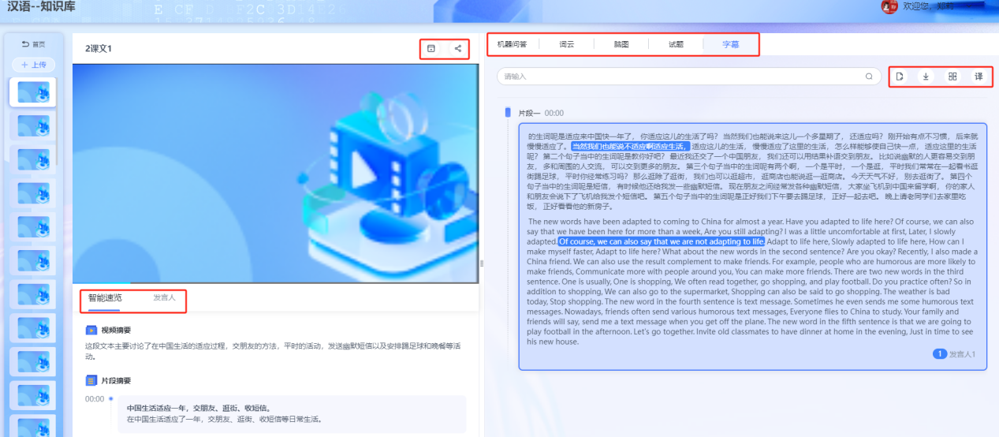 汉语--知识库
欢迎您,
首页
+ 上传
2课文1
智能速览
发言人
视频摘要
这段文本主要讨论了在中国生活的适应过程，交朋友的方法，平时的活动，发送幽默短信以及安排踢足球和晚餐等活
动。
片段摘要
00:00
中国生活适应一年，交朋友、逛街、收短信。
在中国生活适应了一年，交朋友、逛街、收短信等日常生活。
机器问答
词云
脑图
试题
字幕
请输入
译
片段一 00:00
的生词呢是适应来中国快一年了， 你适应这儿的生活了吗？ 当然我们也能说来这儿一个多星期了， 还适应吗？ 刚开始有点不习惯， 后来就
慢慢适应了。 当然我们也能说不适应啊适应生活， 适应这儿的生活， 慢慢适应了这里的生活， 怎么样能够使自己快一点， 适应这里的生活
呢？ 第二个句子当中的生词呢是教你好吧？ 最近我还交了一个中国朋友， 我们还可以用结果补语交到朋友。 比如说幽默的人更容易交到朋
友， 多和周围的人交流， 可以交到更多的朋友。 第三个句子当中的生词呢有两个啊， 一个是平时， 一个是逛， 平时我们常常在一起看书逛
街踢足球， 平时你经常练习吗？ 那么逛除了逛街， 我们也可以逛超市， 逛商店也能说逛一逛商店。 今天天气不好， 别去逛街了。 第四个
句子当中的生词呢是短信， 有时候他还给我发一些幽默短信。 现在朋友之间经常发各种幽默短信， 大家坐飞机到中国来留学啊， 你的家人
和朋友会说下了飞机给我发个短信吧。 第五个句子当中的生词呢是正好我们下午要去踢足球， 正好一起去吧。 晚上请老同学们去家里吃
饭， 正好看看他的新房子。
The new words have been adapted to coming to China for almost a year. Have you adapted to life here? Of course, we can also
say that we have been here for more than a week, Are you still adapting? I was a little uncomfortable at first, Later, I slowly
adapted. Of course, we can also say that we are not adapting to life, Adapt to life here, Slowly adapted to life here, How can I
make myself faster, Adapt to life here? What about the new words in the second sentence? Are you okay? Recently, I also made a
China friend. We can also use the result complement to make friends. For example, people who are humorous are more likely to
make friends, Communicate more with people around you, You can make more friends. There are two new words in the third
sentence. One is usually, One is shopping, We often read together, go shopping, and play football. Do you practice often? So in
addition to shopping, We can also go to the supermarket, Shopping can also be said to go shopping. The weather is bad
today, Stop shopping. The new word in the fourth sentence is text message. Sometimes he even sends me some humorous text
messages. Nowadays, friends often send various humorous text messages, Everyone flies to China to study. Your family and
friends will say, send me a text message when you get off the plane. The new word in the fifth sentence is that we are going to
play football in the afternoon. Let's go together. Invite old classmates to have dinner at home in the evening, Just in time to see
his new house.
1 发言人1